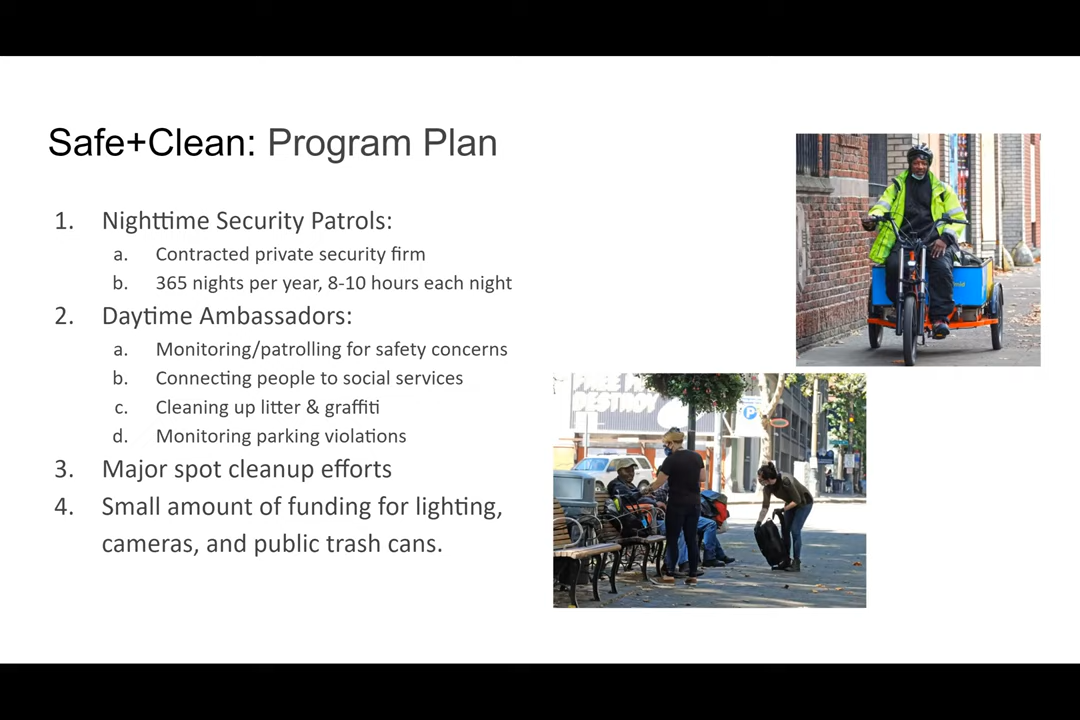 Safe+Clean: Program Plan
1. Nighttime Security Patrols:
a. Contracted private security firm
b. 365 nights per year, 8-10 hours each night
2. Daytime Ambassadors:
a. Monitoring/patrolling for safety concerns
b. Connecting people to social services
c. Cleaning up litter & graffiti
d. Monitoring parking violations
3. Major spot cleanup efforts
4. Small amount of funding for lighting,
cameras, and public trash cans.
DESTROY
P